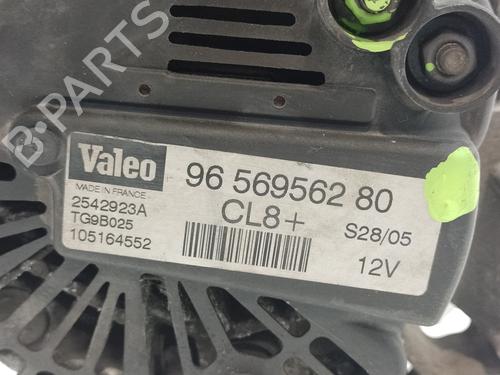 Valeo
MADE IN FRANCE
2542923A
TG9B025
105164552
96 569562 80
CL8+
S28/05
12V
B-PARTS